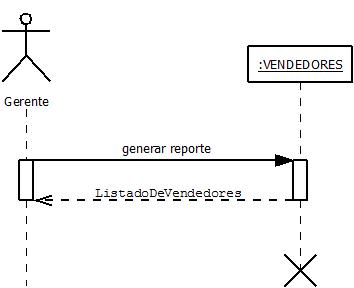 :VENDEDORES
Gerente
generar reporte
ListadoDeVendedores